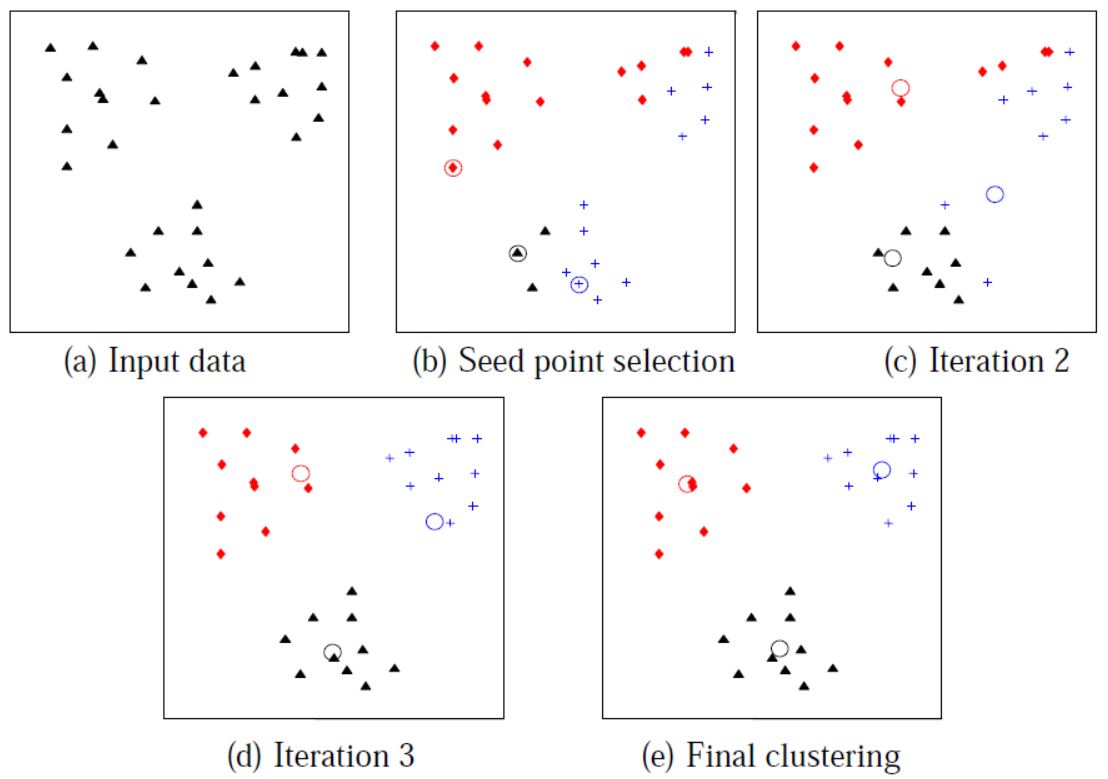 (a) Input data
(b) Seed point selection
(c) Iteration 2
(d) Iteration 3
(e) Final clustering